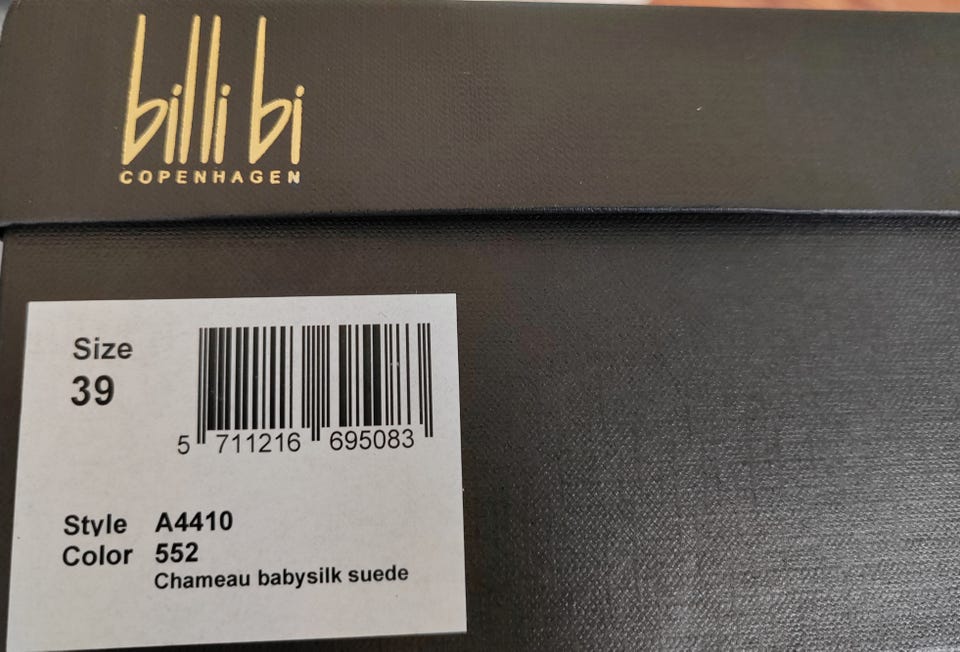 billi bi
COPENHAGEN
Size
39
5 711216 695083
Style A4410
Color 552
Chameau babysilk suede